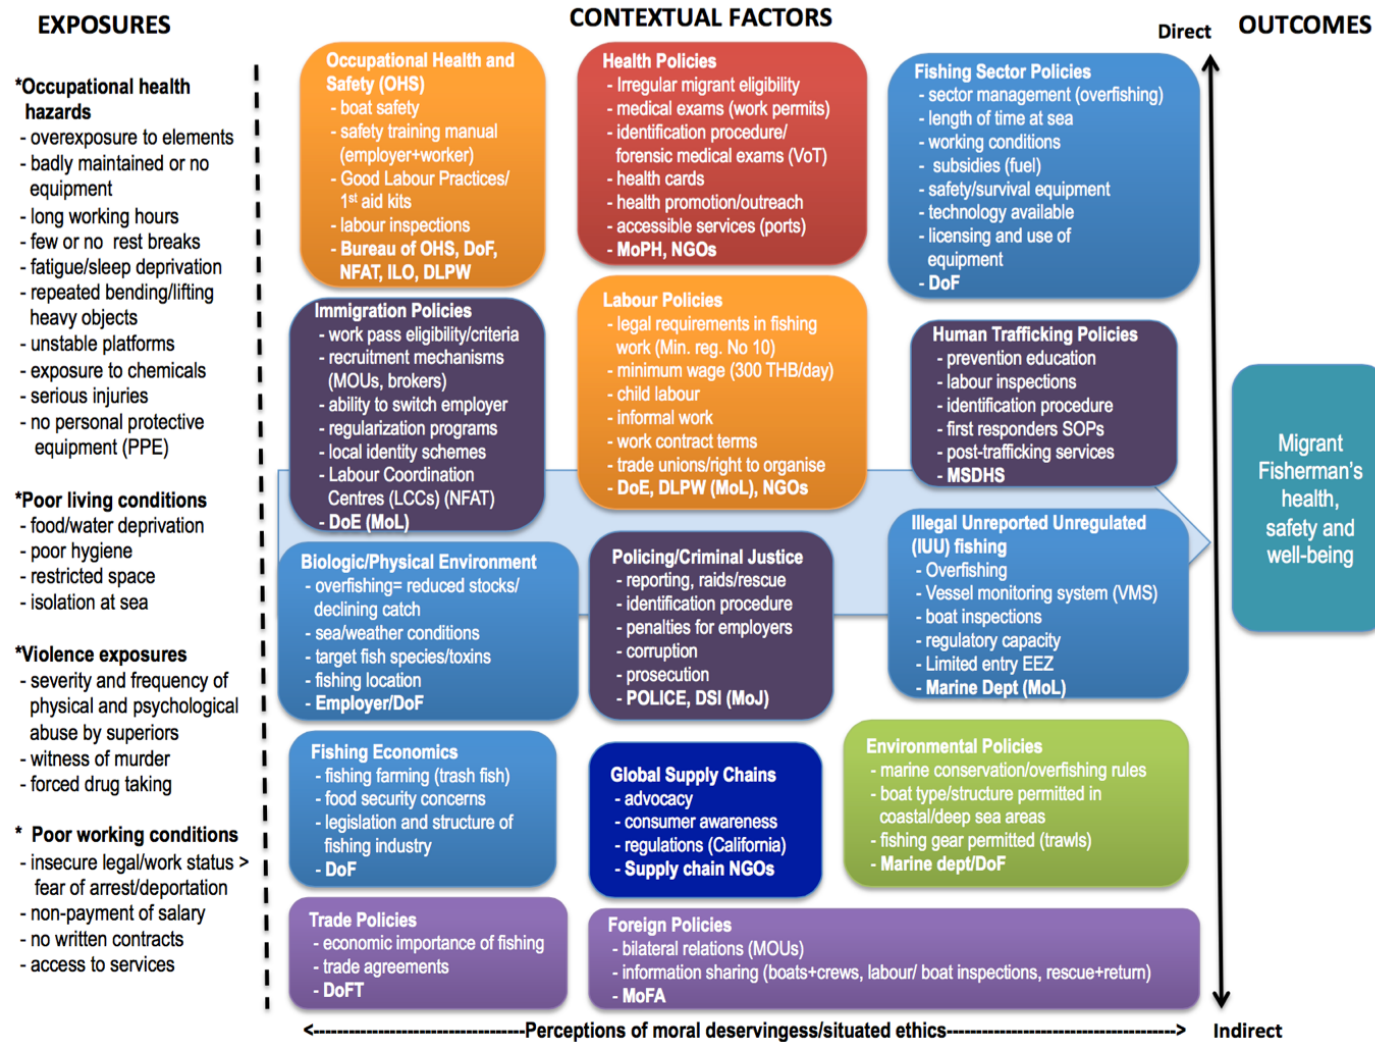 EXPOSURES
CONTEXTUAL FACTORS
Direct
OUTCOMES
*Occupational health
hazards
- overexposure to elements
- badly maintained or no
equipment
- long working hours
- few or no rest breaks
- fatigue/sleep deprivation
- repeated bending/lifting
heavy objects
- unstable platforms
- exposure to chemicals
- serious injuries
- no personal protective
equipment (PPE)
*Poor living conditions
- food/water deprivation
- poor hygiene
- restricted space
- isolation at sea
*Violence exposures
- severity and frequency of
physical and psychological
abuse by superiors
- witness of murder
- forced drug taking
* Poor working conditions
- insecure legal/work status >
fear of arrest/deportation
- non-payment of salary
- no written contracts
- access to services
Occupational Health and
Safety (OHS)
- boat safety
- safety training manual
(employer+worker)
- Good Labour Practices/
1st aid kits
- labour inspections
- Bureau of OHS, DoF,
NFAT, ILO, DLPW
Health Policies
- Irregular migrant eligibility
- medical exams (work permits)
- identification procedure/
forensic medical exams (VoT)
- health cards
- health promotion/outreach
- accessible services (ports)
- MoPH, NGOs
Fishing Sector Policies
- sector management (overfishing)
- length of time at sea
- working conditions
- subsidies (fuel)
- safety/survival equipment
- technology available
- licensing and use of
equipment
- DoF
Immigration Policies
- work pass eligibility/criteria
- recruitment mechanisms
(MOUs, brokers)
- ability to switch employer
- regularization programs
- local identity schemes
- Labour Coordination
Centres (LCCs) (NFAT)
- DoE (MoL)
Labour Policies
- legal requirements in fishing
work (Min. reg. No 10)
- minimum wage (300 THB/day)
- child labour
- informal work
- work contract terms
- trade unions/right to organise
- DoE, DLPW (MoL), NGOs
Human Trafficking Policies
- prevention education
- labour inspections
- identification procedure
- first responders SOPs
- post-trafficking services
- MSDHS
Biologic/Physical Environment
- overfishing= reduced stocks/
declining catch
- sea/weather conditions
- target fish species/toxins
- fishing location
- Employer/DoF
Policing/Criminal Justice
- reporting, raids/rescue
- identification procedure
- penalties for employers
- corruption
- prosecution
- POLICE, DSI (MoJ)
Illegal Unreported Unregulated
(IUU) fishing
- Overfishing
- Vessel monitoring system (VMS)
- boat inspections
- regulatory capacity
- Limited entry EEZ
- Marine Dept (MoL)
Fishing Economics
- fishing farming (trash fish)
- food security concerns
- legislation and structure of
fishing industry
- DoF
Global Supply Chains
- advocacy
- consumer awareness
- regulations (California)
- Supply chain NGOs
Environmental Policies
- marine conservation/overfishing rules
- boat type/structure permitted in
coastal/deep sea areas
- fishing gear permitted (trawls)
- Marine dept/DoF
Trade Policies
- economic importance of fishing
- trade agreements
- DoFT
Foreign Policies
- bilateral relations (MOUs)
- information sharing (boats+crews, labour/ boat inspections, rescue+return)
- MoFA
Migrant
Fisherman's
health,
safety and
well-being
<------------------------Perceptions of moral deservingess/situated ethics--------------------------->
Indirect